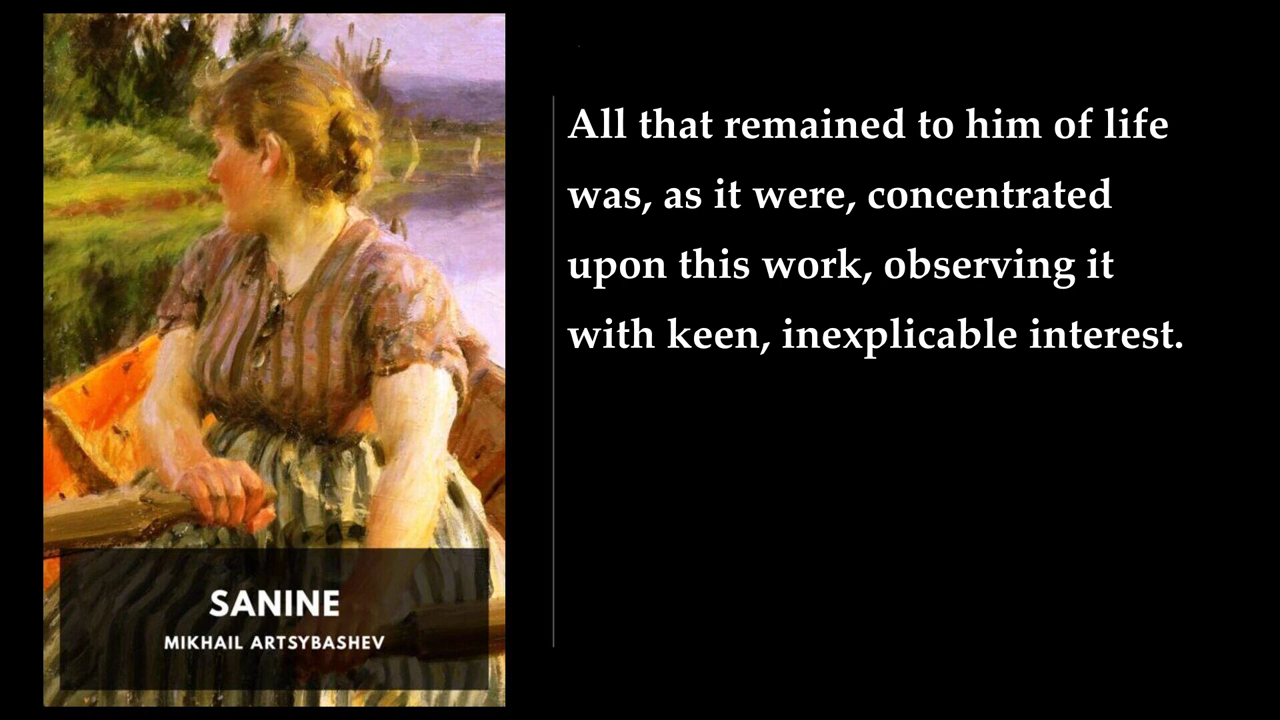 All that remained to him of life
was, as it were, concentrated
upon this work, observing it
with keen, inexplicable interest.
SANINE
MIKHAIL ARTSYBASHEV